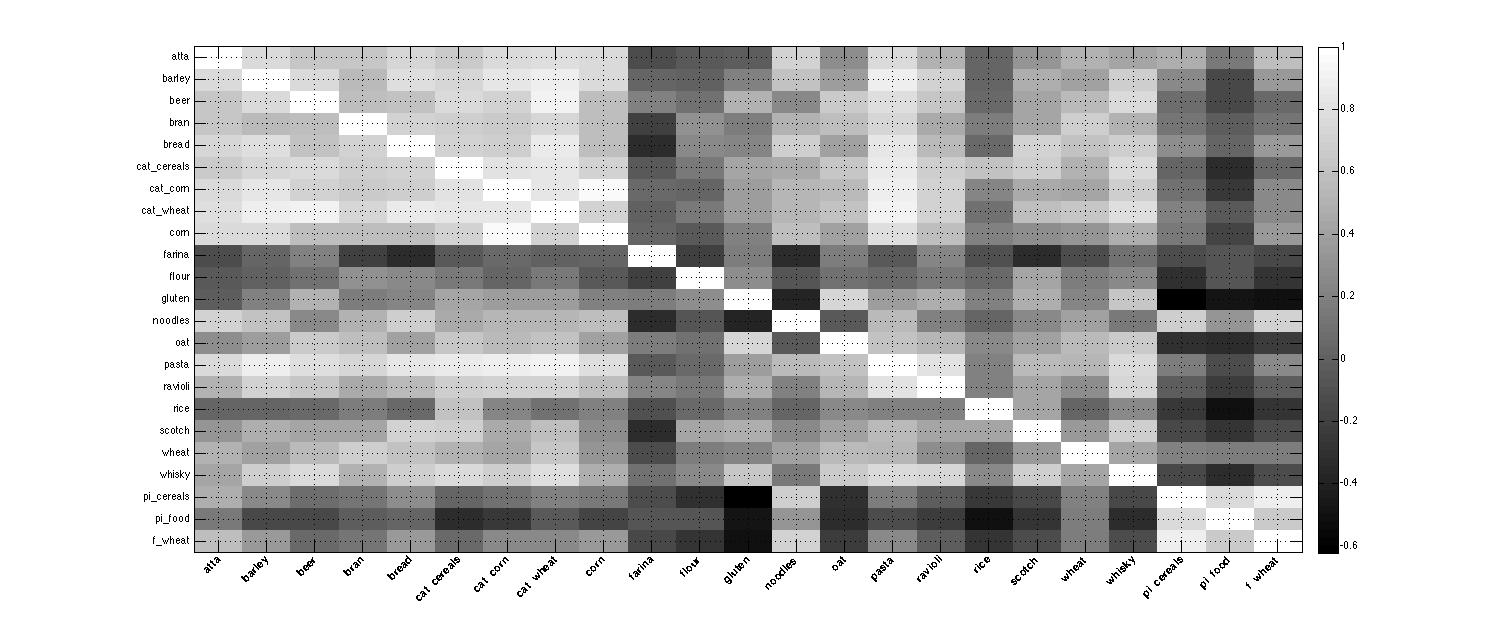 atta
barley
beer
bran
bread
cat_cereals
cat_corn
cat_wheat
corn
farina
flour
gluten
noodles
oat
pasta
ravioli
rice
scotch
wheat
whisky
pi_cereals
pi_food
f_wheat
atta barley beer bran bread cat cereals cat corn cat wheat corn farina flour gluten noodles oat pasta ravioli rice scotch wheat whisky pi cereals pi food f wheat
1
0.8
0.6
0.4
0.2
0
-0.2
-0.4
-0.6